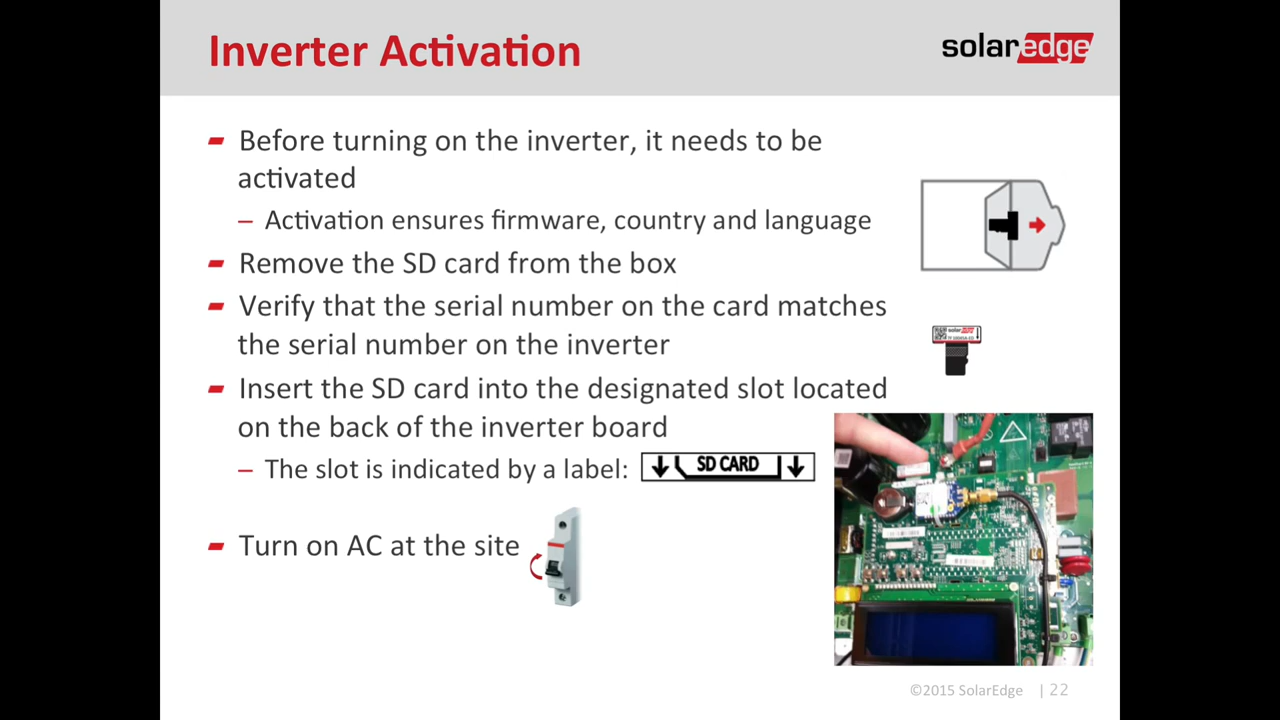 Inverter Activation
solaredge
Before turning on the inverter, it needs to be
activated
– Activation ensures firmware, country and language
Remove the SD card from the box
Verify that the serial number on the card matches
the serial number on the inverter
Insert the SD card into the designated slot located
on the back of the inverter board
– The slot is indicated by a label:
SD CARD
Turn on AC at the site
©2015 SolarEdge | 22